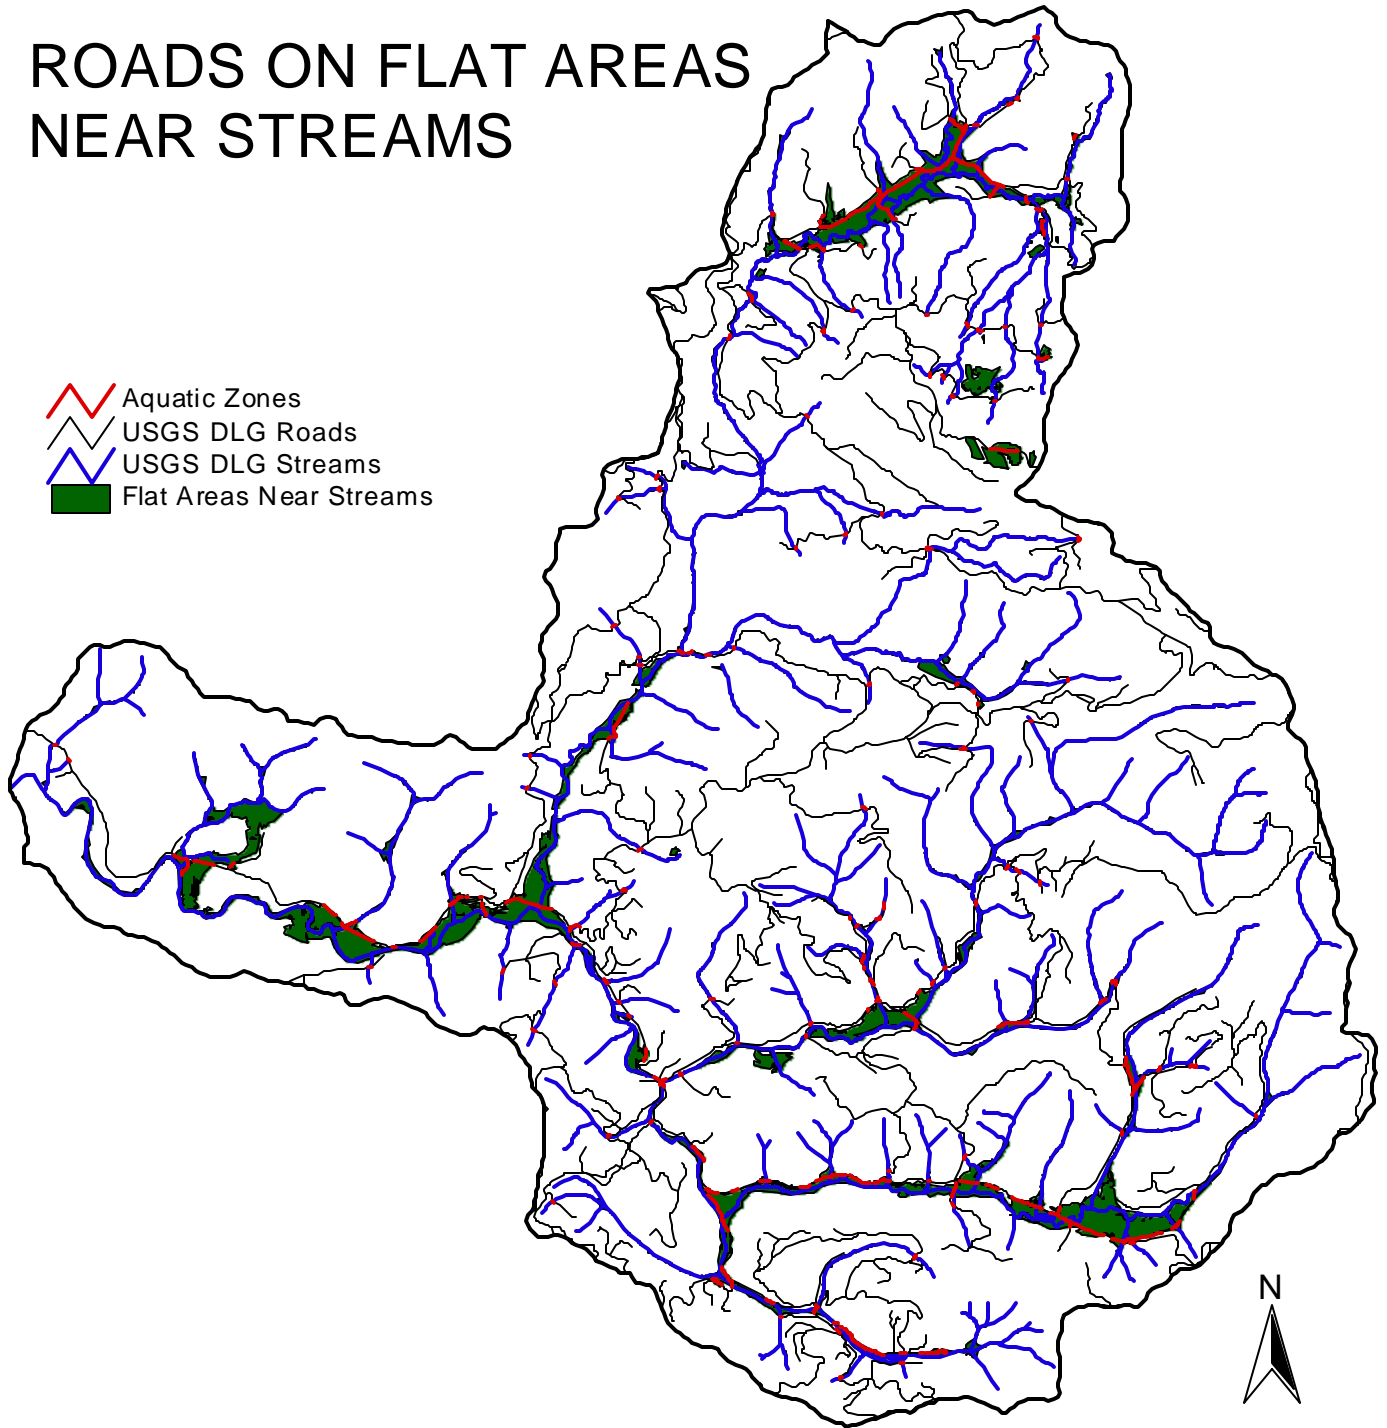 ROADS ON FLAT AREAS
NEAR STREAMS
Aquatic Zones
USGS DLG Roads
USGS DLG Streams
Flat Areas Near Streams
N